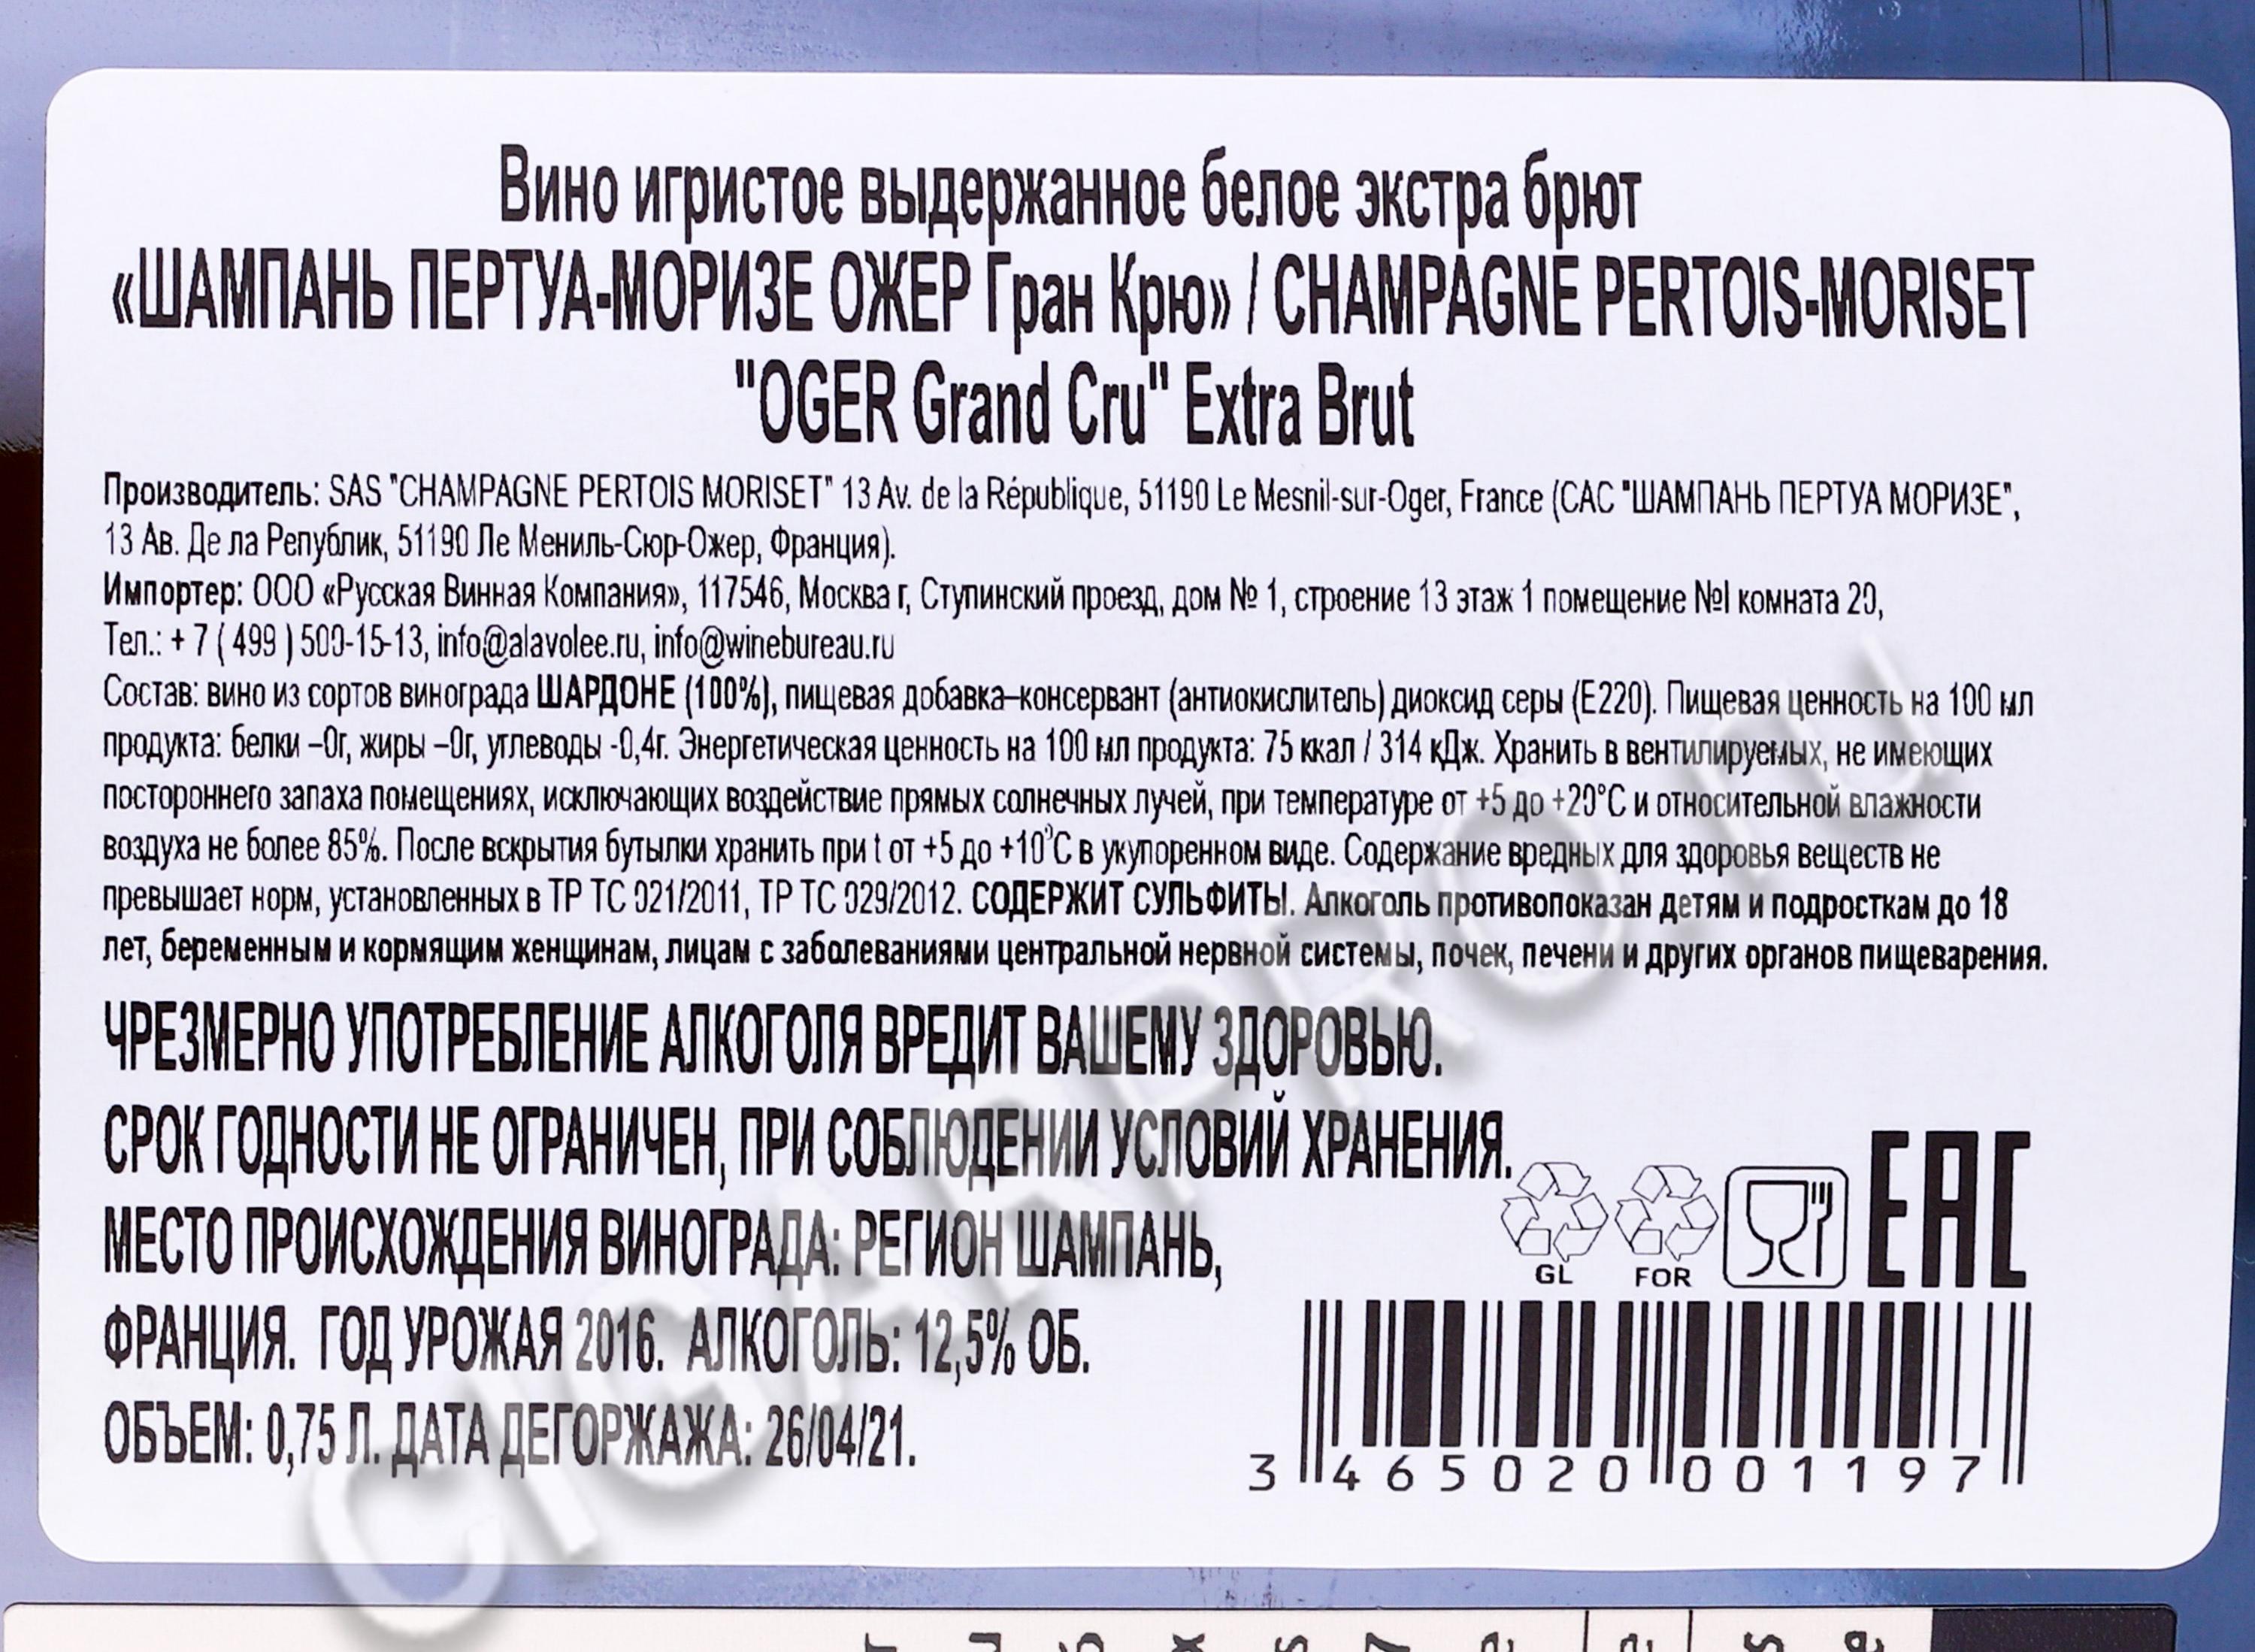 Вино игристое выдержанное белое экстра брют
«ШАМПАНЬ ПЕРТУА-МОРИЗЕ ОЖЕР Гран Крю» / CHAMPAGNE PERTOIS-MORISET
"OGER Grand Cru" Extra Brut
Производитель: SAS "CHAMPAGNE PERTOIS MORISET" 13 Av. de la République, 51190 Le Mesnil-sur-Oger, France (САС "ШАМПАНЬ ПЕРТУА МОРИЗЕ",
13 Ав. Де ла Републик, 51190 Ле Мениль-Сюр-Ожер, Франция).
Импортер: ООО «Русская Винная Компания», 117546, Москва г, Ступинский проезд, дом № 1, строение 13 этаж 1 помещение №I комната 20,
Тел.: + 7 ( 499 ) 500-15-13, info@alavolee.ru, info@winebureau.ru
Состав: вино из сортов винограда ШАРДОНЕ (100%), пищевая добавка–консервант (антиокислитель) диоксид серы (Е220). Пищевая ценность на 100 мл
продукта: белки –0г, жиры –0г, углеводы -0,4г. Энергетическая ценность на 100 мл продукта: 75 ккал / 314 кДж. Хранить в вентилируемых, не имеющих
постороннего запаха помещениях, исключающих воздействие прямых солнечных лучей, при температуре от +5 до +20°С и относительной влажности
воздуха не более 85%. После вскрытия бутылки хранить при t от +5 до +10°С в укупоренном виде. Содержание вредных для здоровья веществ не
превышает норм, установленных в ТР ТС 021/2011, ТР ТС 029/2012. СОДЕРЖИТ СУЛЬФИТЫ. Алкоголь противопоказан детям и подросткам до 18
лет, беременным и кормящим женщинам, лицам с заболеваниями центральной нервной системы, почек, печени и других органов пищеварения.
ЧРЕЗМЕРНО УПОТРЕБЛЕНИЕ АЛКОГОЛЯ ВРЕДИТ ВАШЕМУ ЗДОРОВЬЮ.
СРОК ГОДНОСТИ НЕ ОГРАНИЧЕН, ПРИ СОБЛЮДЕНИИ УСЛОВИЙ ХРАНЕНИЯ.
МЕСТО ПРОИСХОЖДЕНИЯ ВИНОГРАДА: РЕГИОН ШАМПАНЬ,
ФРАНЦИЯ. ГОД УРОЖАЯ 2016. АЛКОГОЛЬ: 12,5% ОБ.
ОБЪЕМ: 0,75 Л. ДАТА ДЕГОРЖАЖА: 26/04/21.
GL FOR EAC
3 465020 001197
CIGARPRO.ru